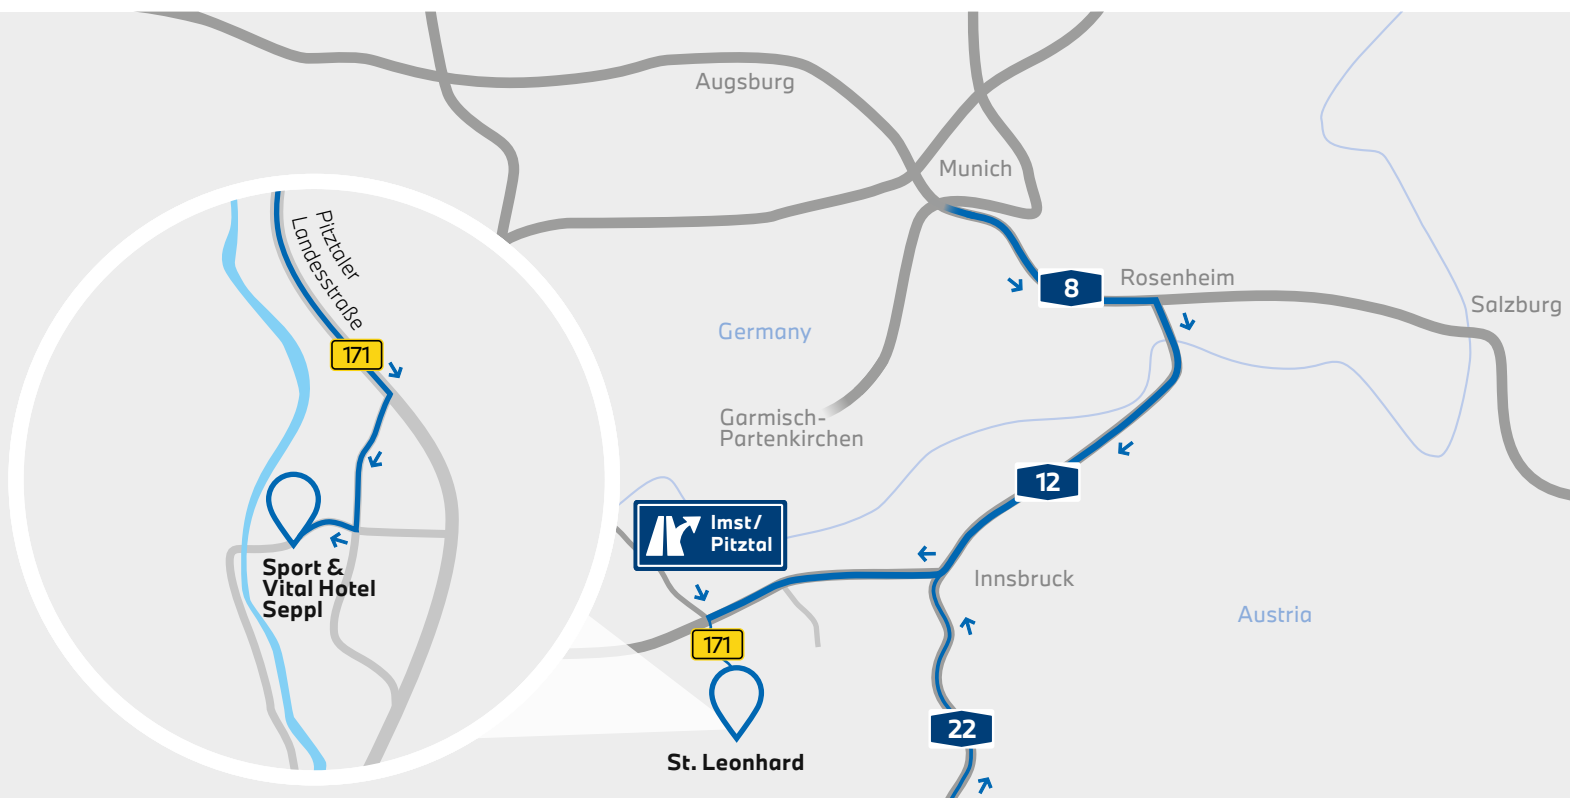 Augsburg
Munich
Pitztaler
Landesstraße
Rosenheim
8
Salzburg
Germany
171
Garmisch-
Partenkirchen
12
Imst/
Pitztal
Sport &
Vital Hotel
Seppl
Innsbruck
Austria
171
22
St. Leonhard